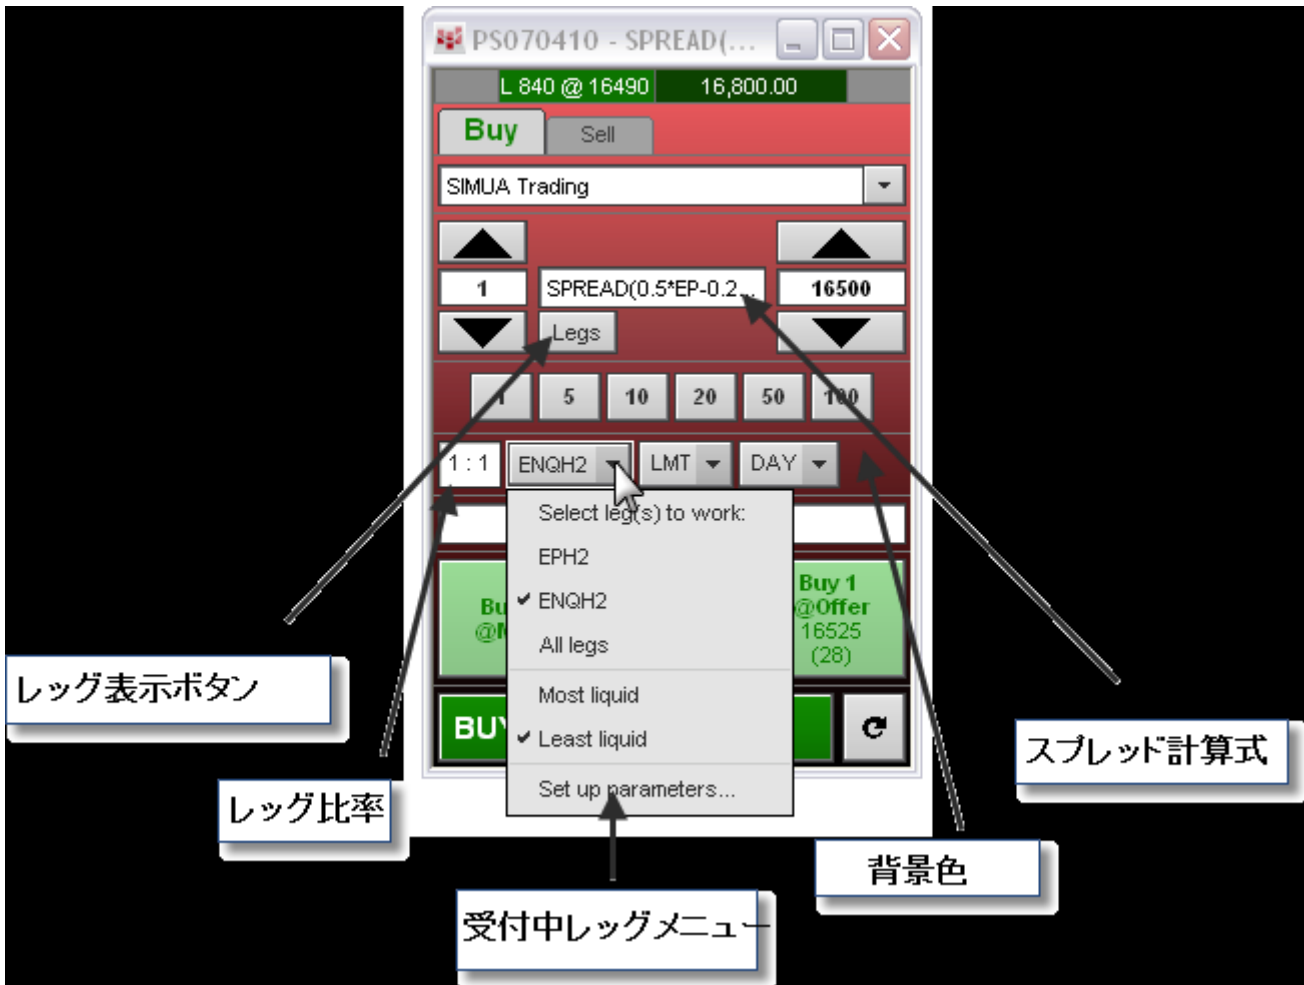 PS070410 - SPREAD(...
L 840 @ 16490 16,800.00
Buy Sell
SIMUA Trading
1 SPREAD(0.5*EP-0.2... 16500
Legs
1 5 10 20 50 100
1 : 1 ENQH2 LMT DAY
Select leg(s) to work:
EPH2
ENQH2
All legs
Most liquid
Least liquid
Set up parameters...
Buy 1
@Offer
16525
(28)
レッグ表示ボタン
レッグ比率
受付中レッグメニュー
背景色
スプレッド計算式